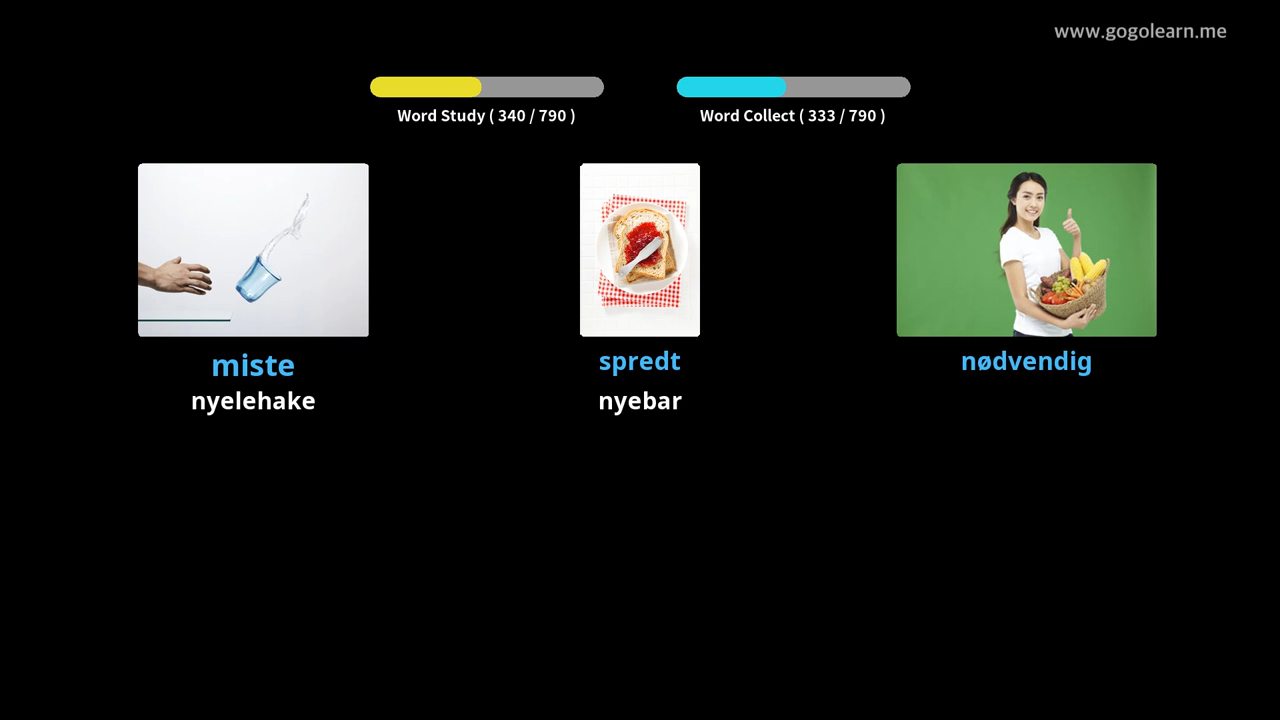 www.gogolearn.me
Word Study ( 340 / 790 )
Word Collect ( 333 / 790 )
miste
spredt
nødvendig
nyelehake
nyebar